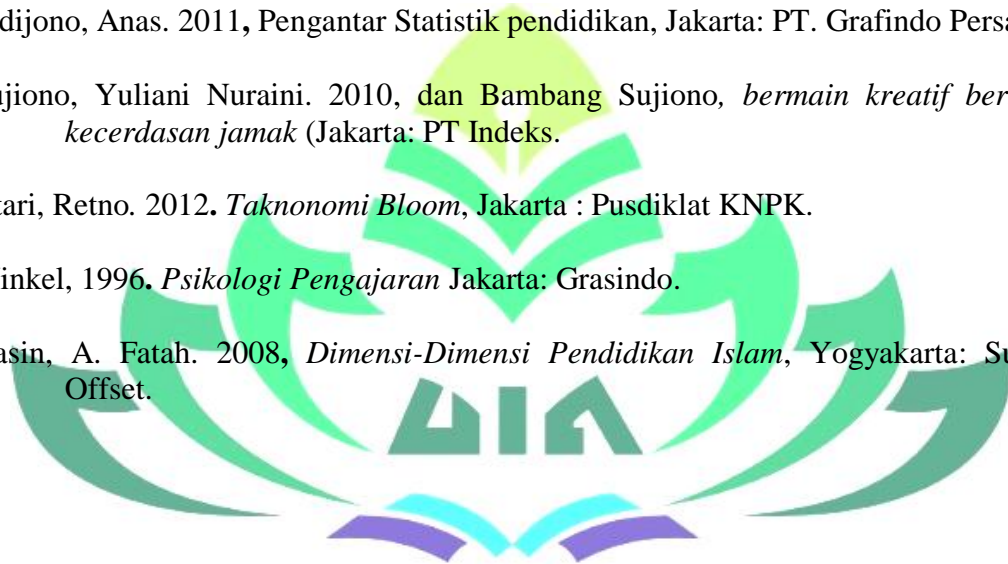 dijono, Anas. 2011, Pengantar Statistik pendidikan, Jakarta: PT. Grafindo Persa
jiono, Yuliani Nuraini. 2010, dan Bambang Sujiono, bermain kreatif ber
kecerdasan jamak (Jakarta: PT Indeks.
tari, Retno. 2012. Taknonomi Bloom, Jakarta : Pusdiklat KNPK.
inkel, 1996. Psikologi Pengajaran Jakarta: Grasindo.
asin, A. Fatah. 2008, Dimensi-Dimensi Pendidikan Islam, Yogyakarta: Su
Offset.
UIN